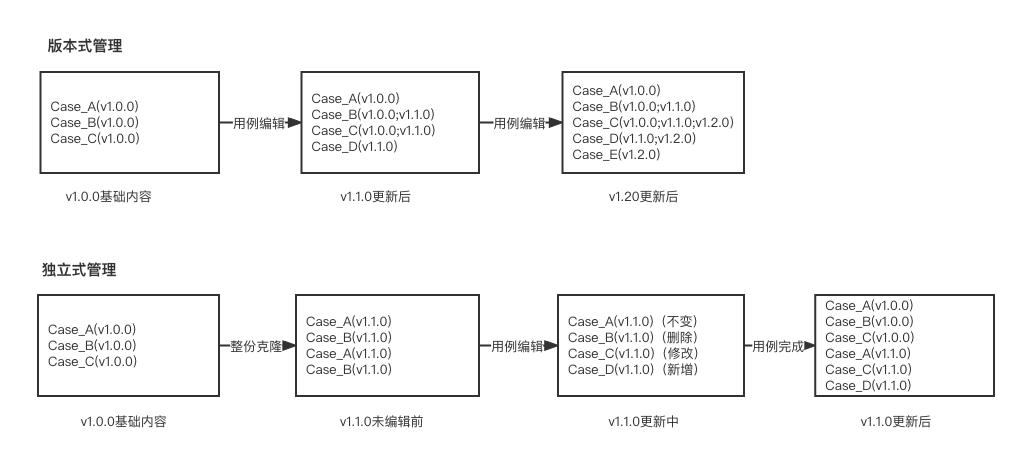 版本式管理
Case_A(v1.0.0)
Case_B(v1.0.0)
Case_C(v1.0.0)
用例编辑
Case_A(v1.0.0)
Case_B(v1.0.0;v1.1.0)
Case_C(v1.0.0;v1.1.0)
Case_D(v1.1.0)
用例编辑
Case_A(v1.0.0)
Case_B(v1.0.0;v1.1.0)
Case_C(v1.0.0;v1.1.0;v1.2.0)
Case_D(v1.1.0;v1.2.0)
Case_E(v1.2.0)
v1.0.0基础内容
v1.1.0更新后
v1.20更新后
独立式管理
Case_A(v1.0.0)
Case_B(v1.0.0)
Case_C(v1.0.0)
整份克隆
Case_A(v1.1.0)
Case_B(v1.1.0)
Case_A(v1.1.0)
Case_B(v1.1.0)
用例编辑
Case_A(v1.1.0)（不变）
Case_B(v1.1.0)（删除）
Case_C(v1.1.0)（修改）
Case_D(v1.1.0)（新增）
用例完成
Case_A(v1.0.0)
Case_B(v1.0.0)
Case_C(v1.0.0)
Case_A(v1.1.0)
Case_C(v1.1.0)
Case_D(v1.1.0)
v1.0.0基础内容
v1.1.0未编辑前
v1.1.0更新中
v1.1.0更新后